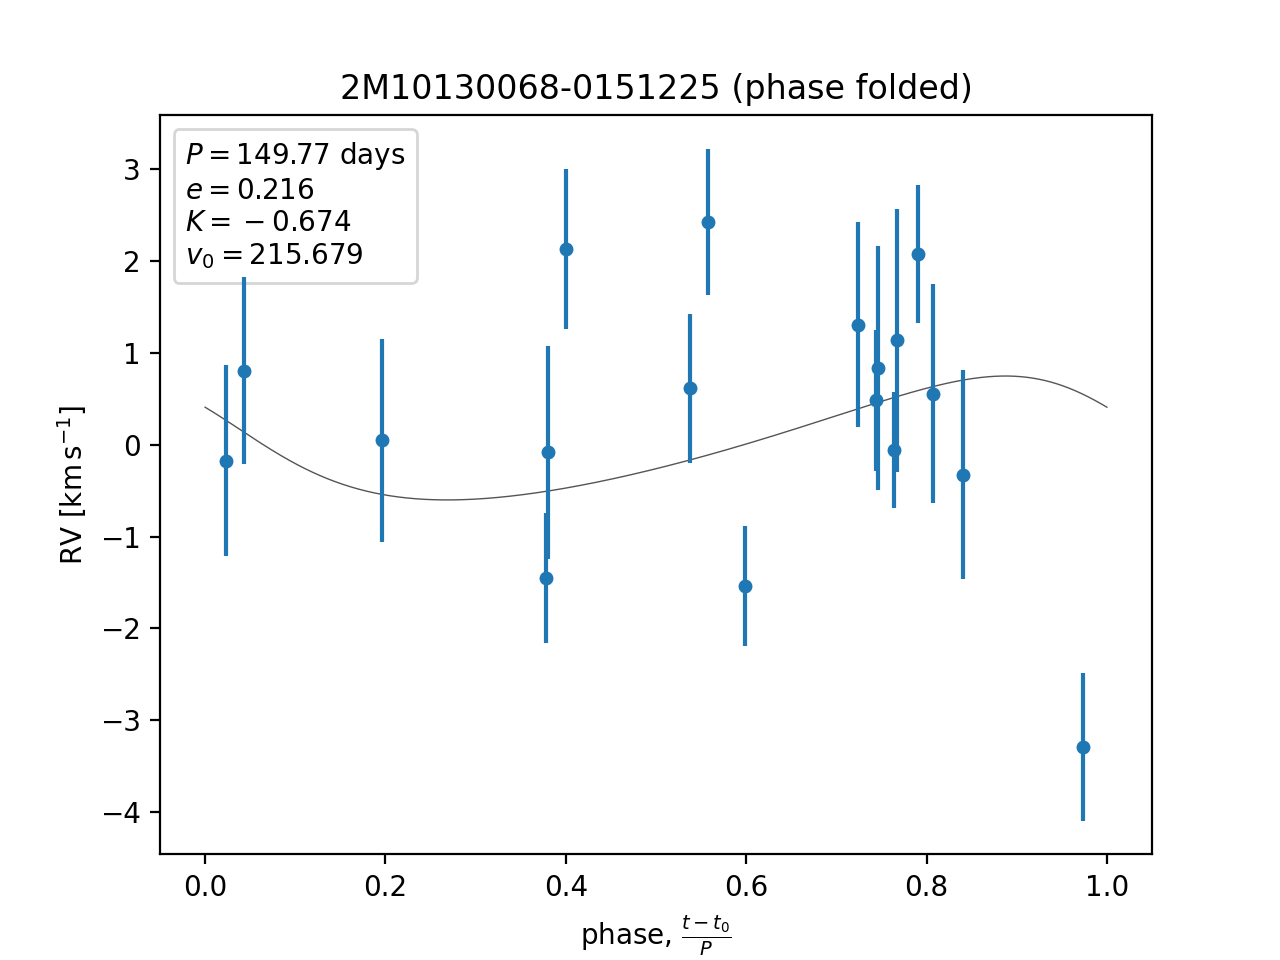 2M10130068-0151225 (phase folded)
P = 149.77 days
e = 0.216
K = −0.674
v₀ = 215.679
3
2
1
0
−1
−2
−3
−4
RV [km s⁻¹]
0.0 0.2 0.4 0.6 0.8 1.0
phase, (t − t₀)/P